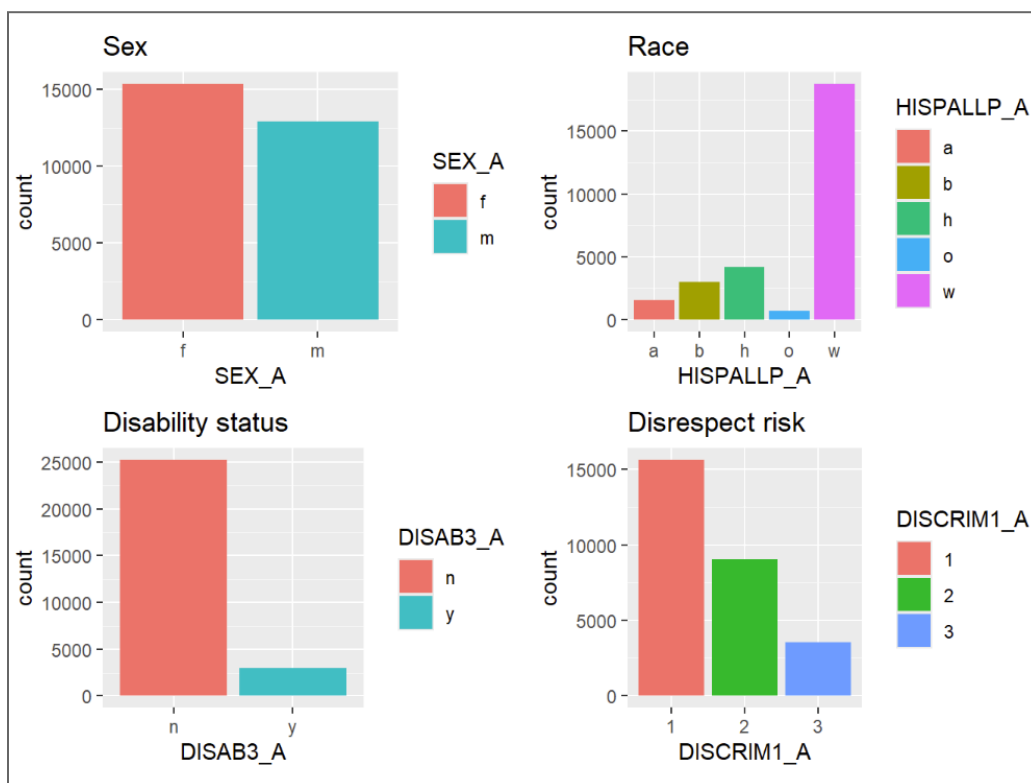 Sex
15000
10000
5000
0
count
f
m
SEX_A
SEX_A
f
m
Race
15000
10000
5000
0
count
a
b
h
o
w
HISPALLP_A
HISPALLP_A
a
b
h
o
w
Disability status
25000
20000
15000
10000
5000
0
count
n
y
DISAB3_A
DISAB3_A
n
y
Disrespect risk
15000
10000
5000
0
count
1
2
3
DISCRIM1_A
DISCRIM1_A
1
2
3